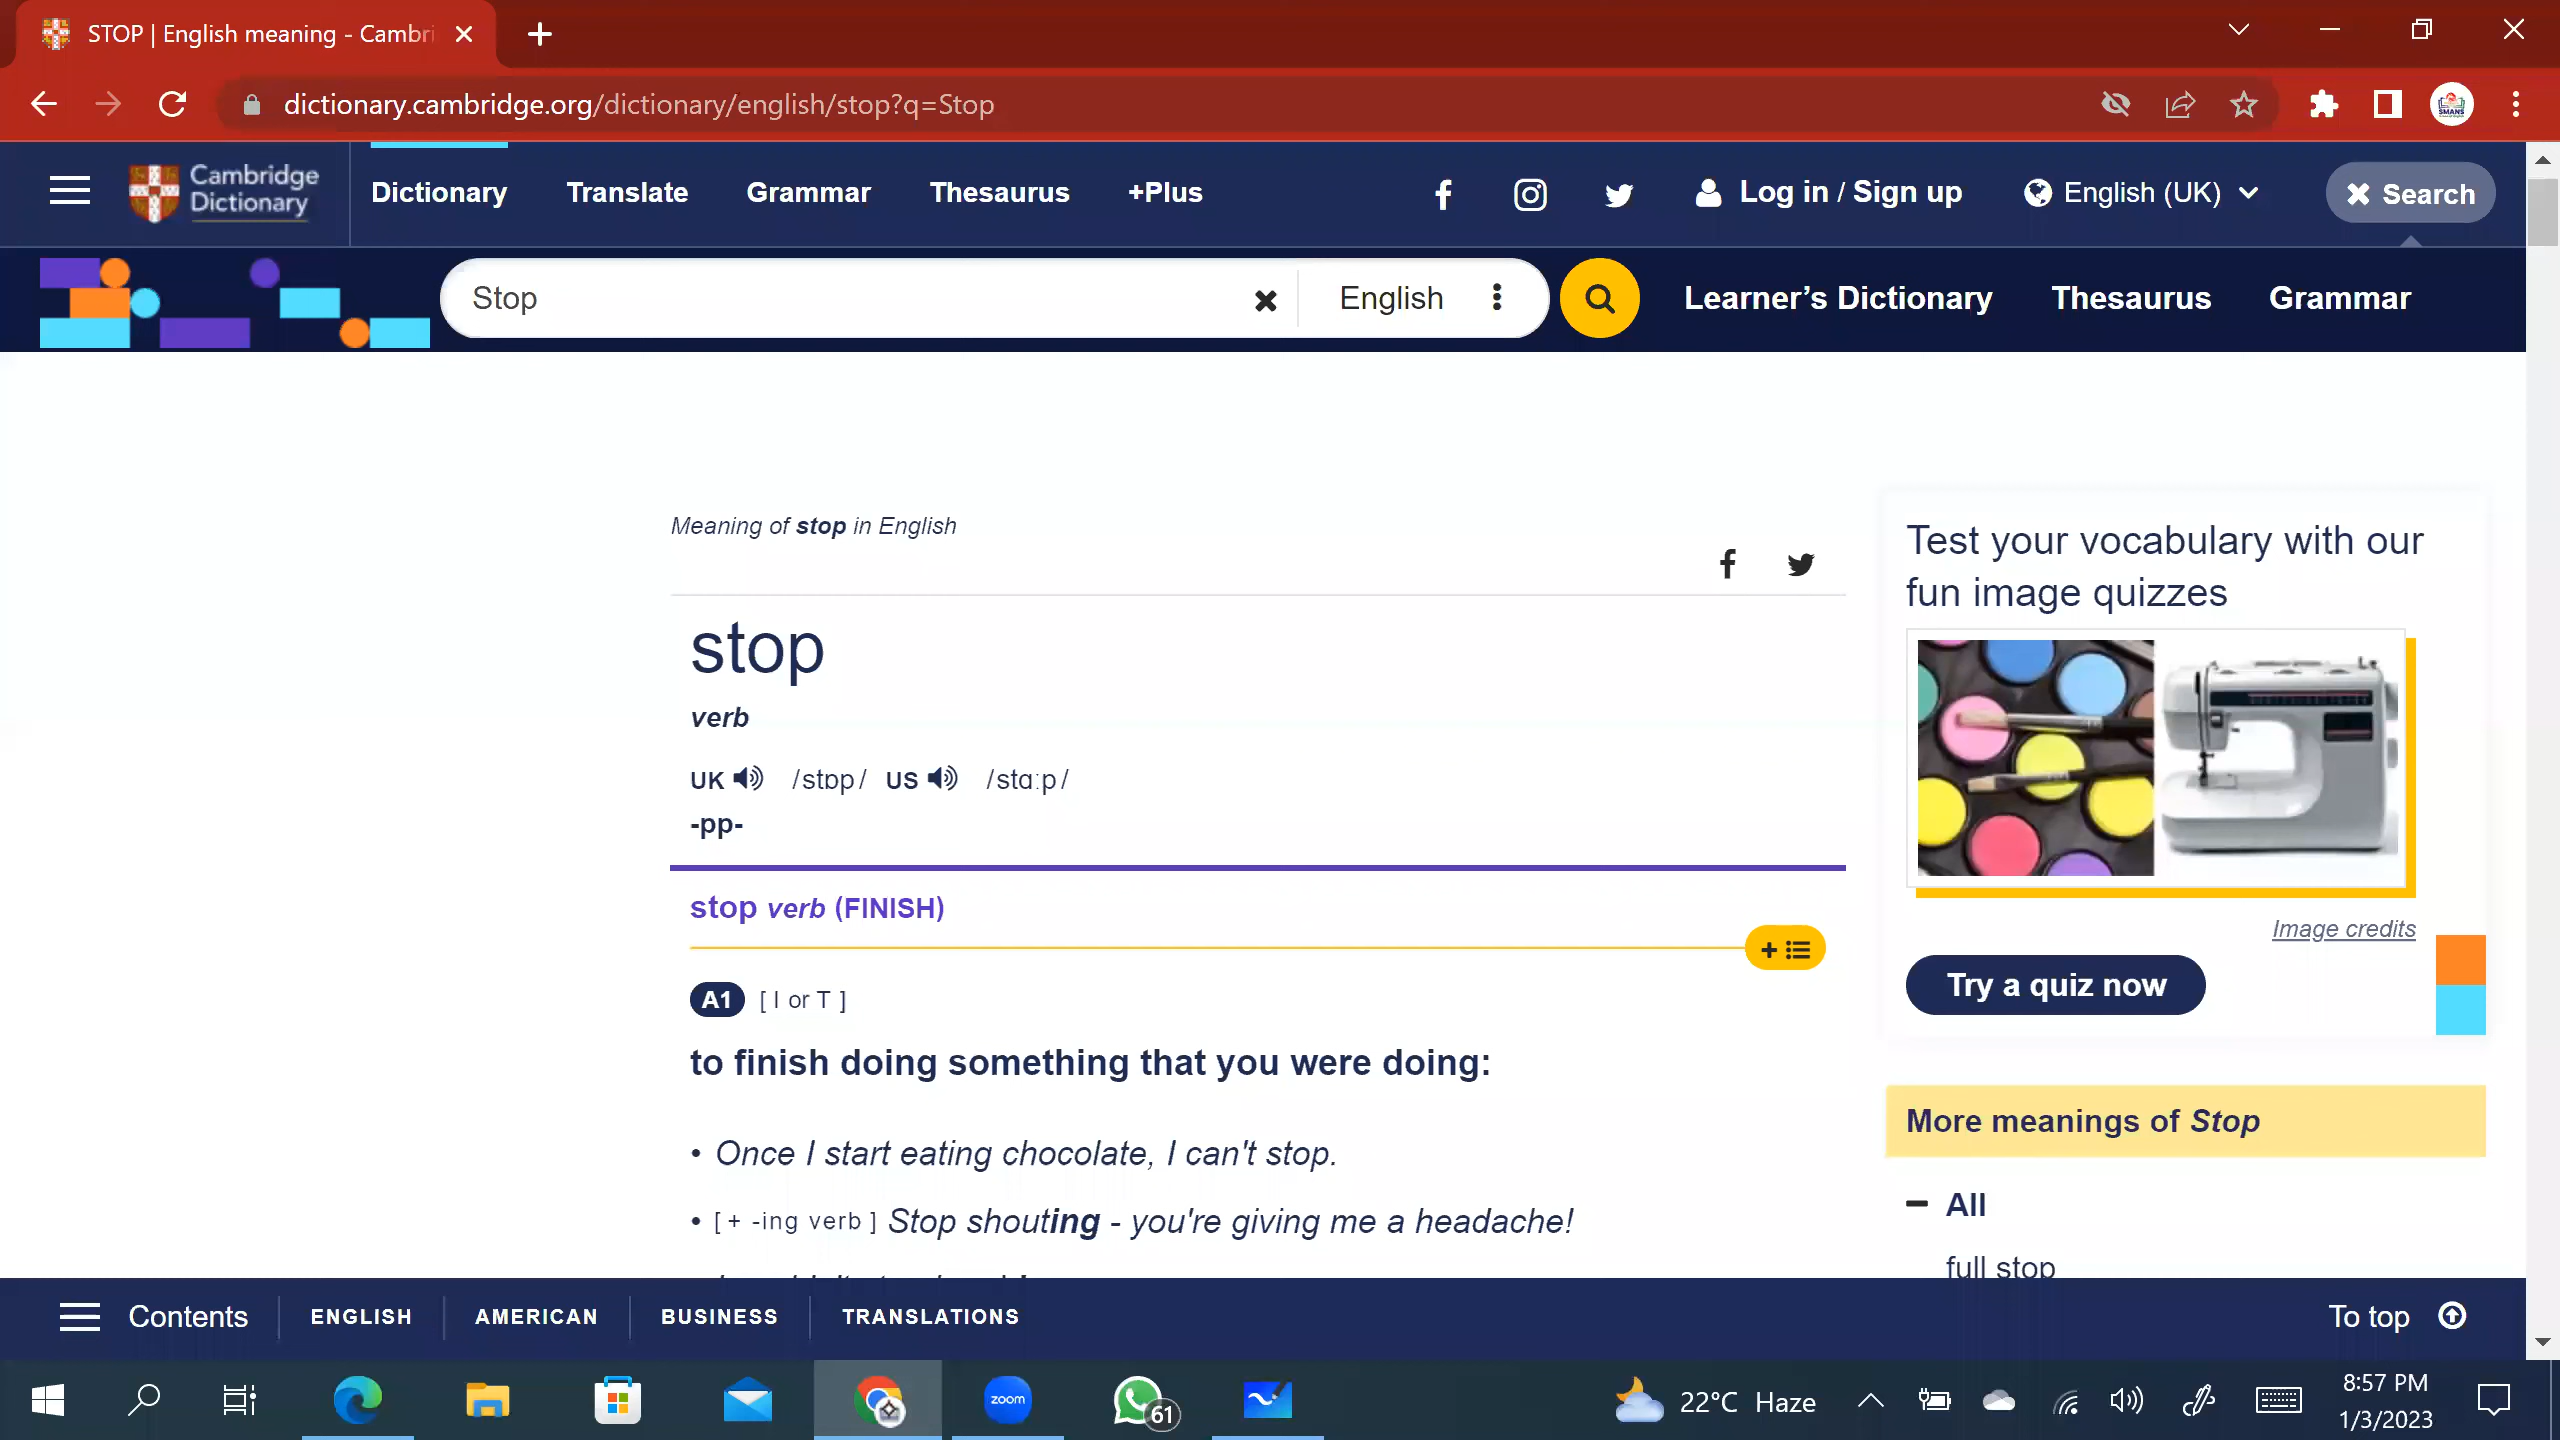 STOP | English meaning - Cambri
dictionary.cambridge.org/dictionary/english/stop?q=Stop
Cambridge
Dictionary
Dictionary Translate Grammar Thesaurus +Plus Log in / Sign up English (UK) Search
Stop English Learner's Dictionary Thesaurus Grammar
Meaning of stop in English
stop
verb
UK /stɒp/ US /stɑːp/
-pp-
stop verb (FINISH)
A1 [ I or T ]
to finish doing something that you were doing:
• Once I start eating chocolate, I can't stop.
• [ + -ing verb ] Stop shouting - you're giving me a headache!
Test your vocabulary with our
fun image quizzes
Image credits
Try a quiz now
More meanings of Stop
All
full stop
Contents ENGLISH AMERICAN BUSINESS TRANSLATIONS To top
zoom
61
22°C Haze
8:57 PM
1/3/2023